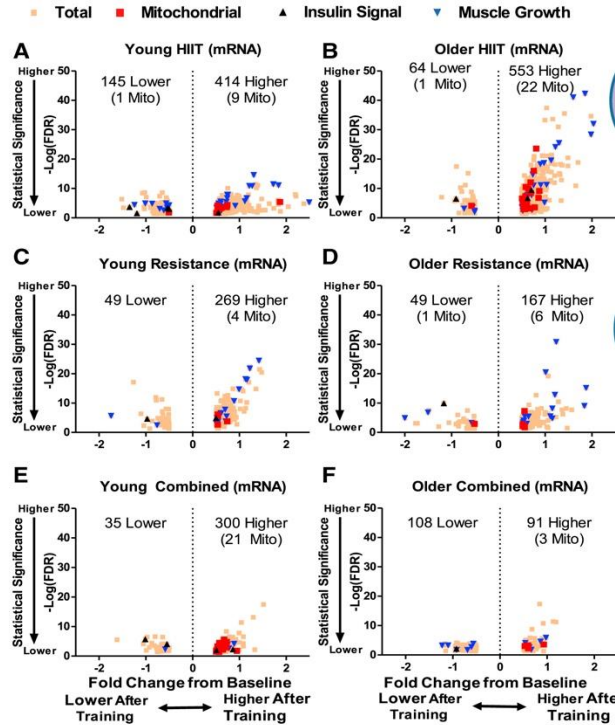 Total Mitochondrial Insulin Signal Muscle Growth
A Young HIIT (mRNA)
B Older HIIT (mRNA)
Higher
Statistical Significance
Lower
-Log(FDR)
50
40
30
20
10
0
-2 -1 0 1 2
145 Lower
(1 Mito)
414 Higher
(9 Mito)
Higher
Statistical Significance
Lower
-Log(FDR)
50
40
30
20
10
0
-2 -1 0 1 2
64 Lower
(1 Mito)
553 Higher
(22 Mito)
C Young Resistance (mRNA)
D Older Resistance (mRNA)
Higher
Statistical Significance
Lower
-Log(FDR)
50
40
30
20
10
0
-2 -1 0 1 2
49 Lower
269 Higher
(4 Mito)
Higher
Statistical Significance
Lower
-Log(FDR)
50
40
30
20
10
0
-2 -1 0 1 2
49 Lower
(1 Mito)
167 Higher
(6 Mito)
E Young Combined (mRNA)
F Older Combined (mRNA)
Higher
Statistical Significance
Lower
-Log(FDR)
50
40
30
20
10
0
-2 -1 0 1 2
35 Lower
300 Higher
(21 Mito)
Fold Change from Baseline
Lower After
Training
Higher After
Training
Higher
Statistical Significance
Lower
-Log(FDR)
50
40
30
20
10
0
-2 -1 0 1 2
108 Lower
91 Higher
(3 Mito)
Fold Change from Baseline
Lower After
Training
Higher After
Training